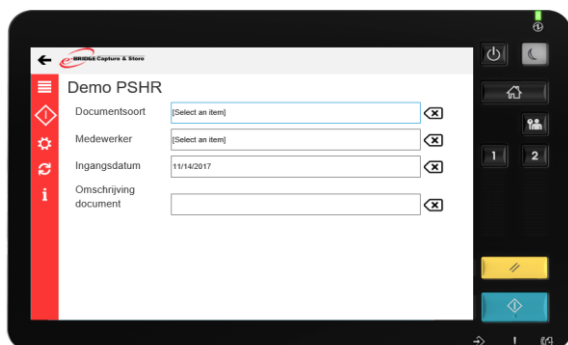 e-BRIDGE Capture & Store
Demo PSHR
Documentsoort [Select an item]
Medewerker [Select an item]
Ingangsdatum 11/14/2017
Omschrijving
document
1 2